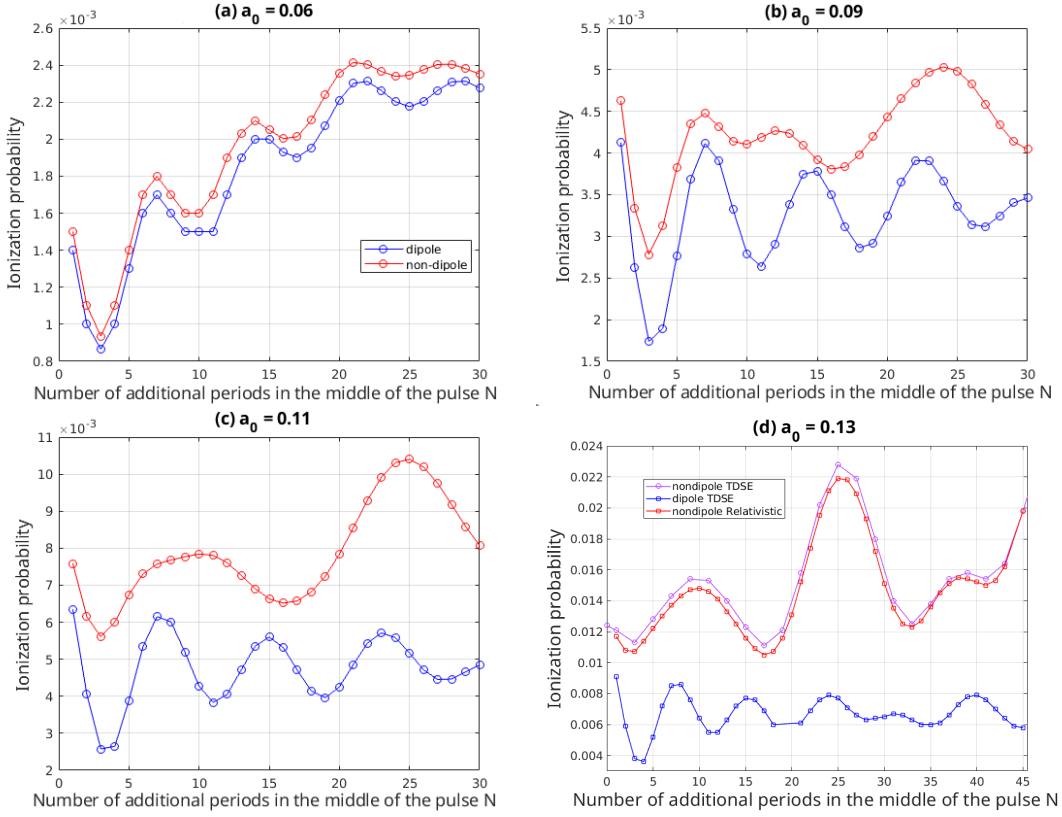 (a) a0 = 0.06
×10-3
2.6
2.4
2.2
2
1.8
1.6
1.4
1.2
1
0.8
Ionization probability
dipole
non-dipole
0 5 10 15 20 25 30
Number of additional periods in the middle of the pulse N
(b) a0 = 0.09
×10-3
5.5
5
4.5
4
3.5
3
2.5
2
1.5
Ionization probability
0 5 10 15 20 25 30
Number of additional periods in the middle of the pulse N
(c) a0 = 0.11
×10-3
11
10
9
8
7
6
5
4
3
2
Ionization probability
0 5 10 15 20 25 30
Number of additional periods in the middle of the pulse N
(d) a0 = 0.13
0.024
0.022
0.02
0.018
0.016
0.014
0.012
0.01
0.008
0.006
0.004
Ionization probability
nondipole TDSE
dipole TDSE
nondipole Relativistic
0 5 10 15 20 25 30 35 40 45
Number of additional periods in the middle of the pulse N